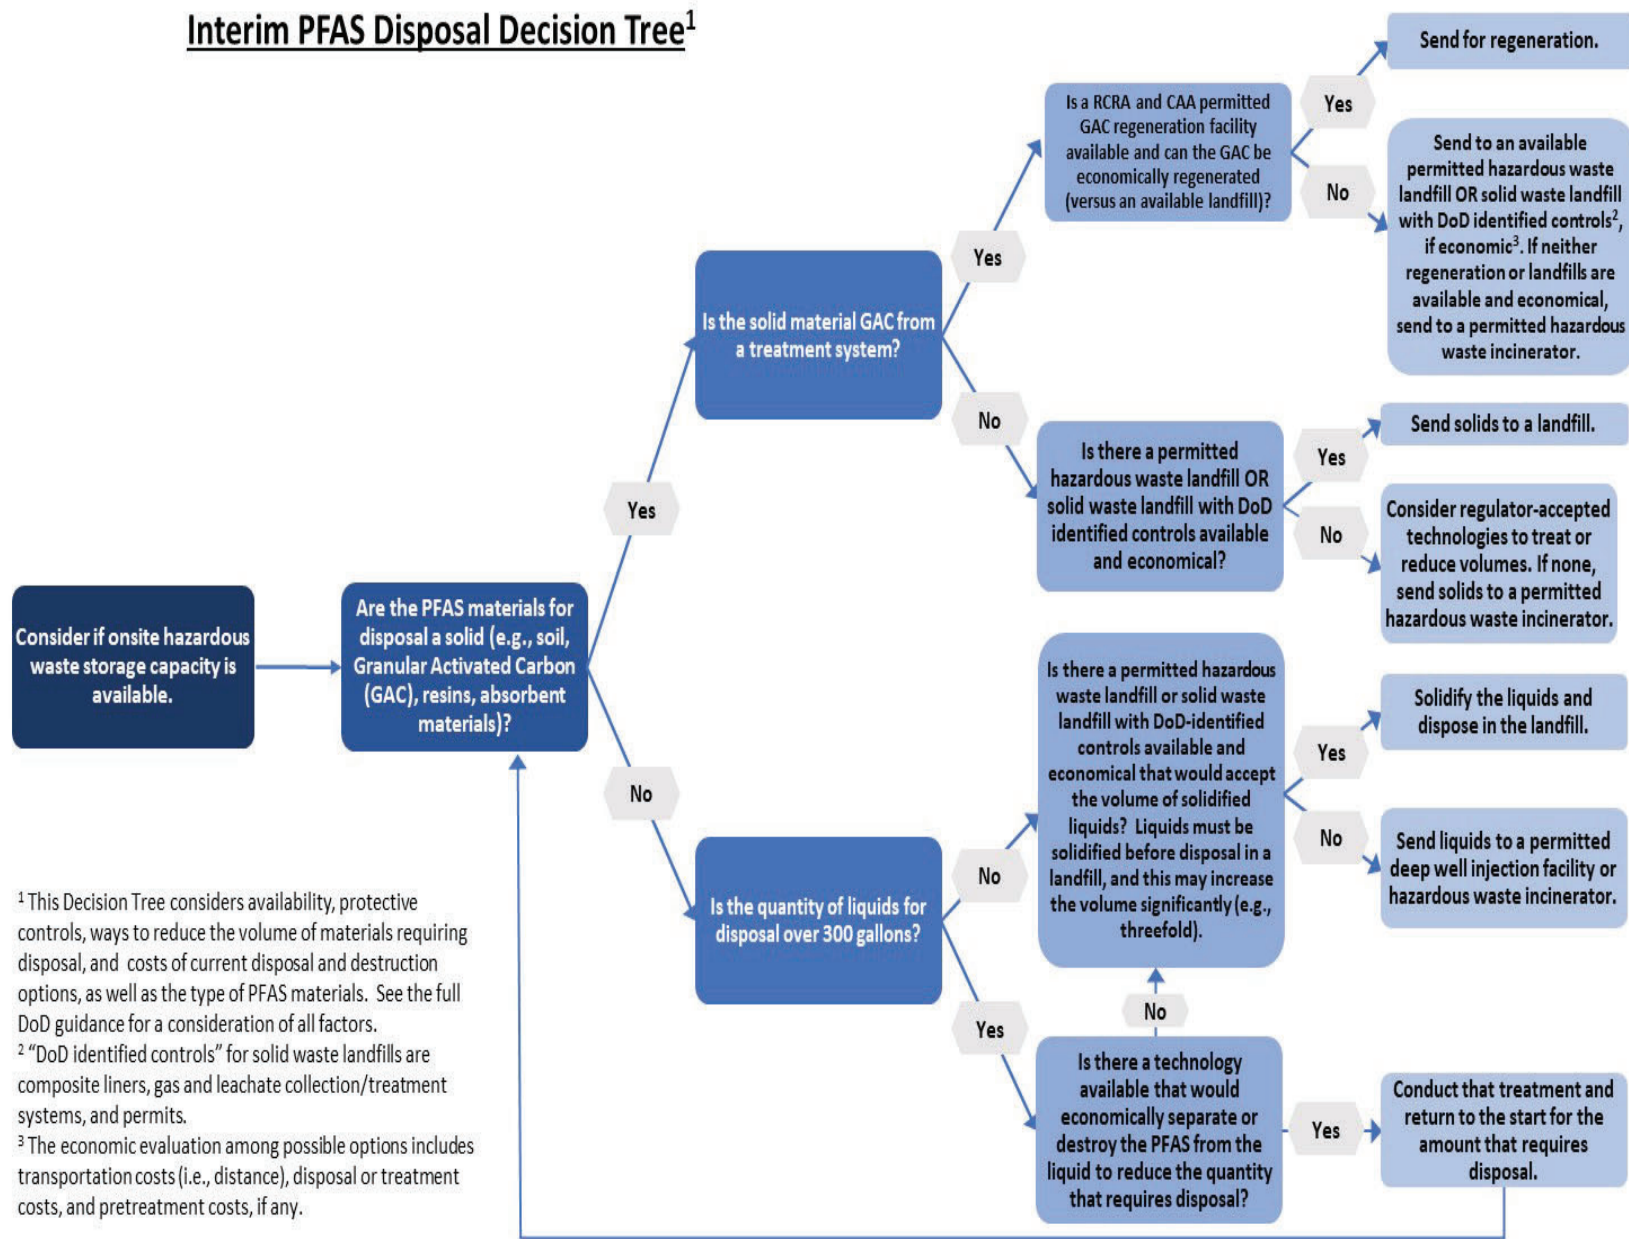 Interim PFAS Disposal Decision Tree1
Send for regeneration.
Is a RCRA and CAA permitted
GAC regeneration facility
available and can the GAC be
economically regenerated
(versus an available landfill)?
Yes
No
Send to an available
permitted hazardous waste
landfill OR solid waste landfill
with DoD identified controls2,
if economic3. If neither
regeneration or landfills are
available and economical,
send to a permitted hazardous
waste incinerator.
Yes
Is the solid material GAC from
a treatment system?
No
Is there a permitted
hazardous waste landfill OR
solid waste landfill with DoD
identified controls available
and economical?
Yes
Send solids to a landfill.
No
Consider regulator-accepted
technologies to treat or
reduce volumes. If none,
send solids to a permitted
hazardous waste incinerator.
Yes
Consider if onsite hazardous
waste storage capacity is
available.
Are the PFAS materials for
disposal a solid (e.g., soil,
Granular Activated Carbon
(GAC), resins, absorbent
materials)?
No
Is there a permitted hazardous
waste landfill or solid waste
landfill with DoD-identified
controls available and
economical that would accept
the volume of solidified
liquids? Liquids must be
solidified before disposal in a
landfill, and this may increase
the volume significantly (e.g.,
threefold).
Yes
Solidify the liquids and
dispose in the landfill.
No
Send liquids to a permitted
deep well injection facility or
hazardous waste incinerator.
Is the quantity of liquids for
disposal over 300 gallons?
No
Yes
No
Is there a technology
available that would
economically separate or
destroy the PFAS from the
liquid to reduce the quantity
that requires disposal?
Yes
Conduct that treatment and
return to the start for the
amount that requires
disposal.
1 This Decision Tree considers availability, protective
controls, ways to reduce the volume of materials requiring
disposal, and costs of current disposal and destruction
options, as well as the type of PFAS materials. See the full
DoD guidance for a consideration of all factors.
2 “DoD identified controls” for solid waste landfills are
composite liners, gas and leachate collection/treatment
systems, and permits.
3 The economic evaluation among possible options includes
transportation costs (i.e., distance), disposal or treatment
costs, and pretreatment costs, if any.